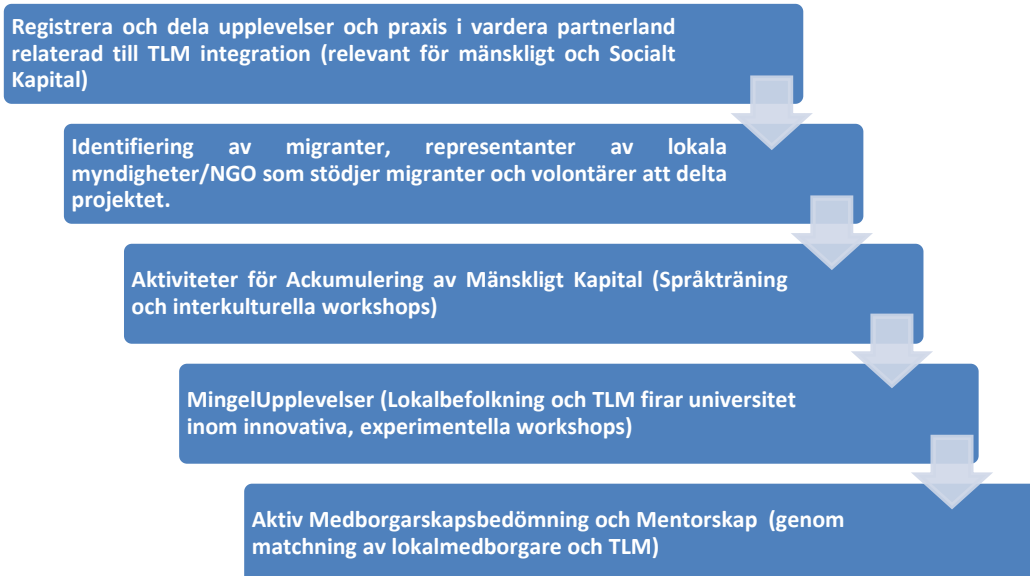 Registrera och dela upplevelser och praxis i vardera partnerland
relaterad till TLM integration (relevant för mänskligt och Socialt
Kapital)
Identifiering av migranter, representanter av lokala
myndigheter/NGO som stödjer migranter och volontärer att delta
projektet.
Aktiviteter för Ackumulering av Mänskligt Kapital (Språkträning
och interkulturella workshops)
MingelUpplevelser (Lokalbefolkning och TLM firar universitet
inom innovativa, experimentella workshops)
Aktiv Medborgarskapsbedömning och Mentorskap (genom
matchning av lokalmedborgare och TLM)